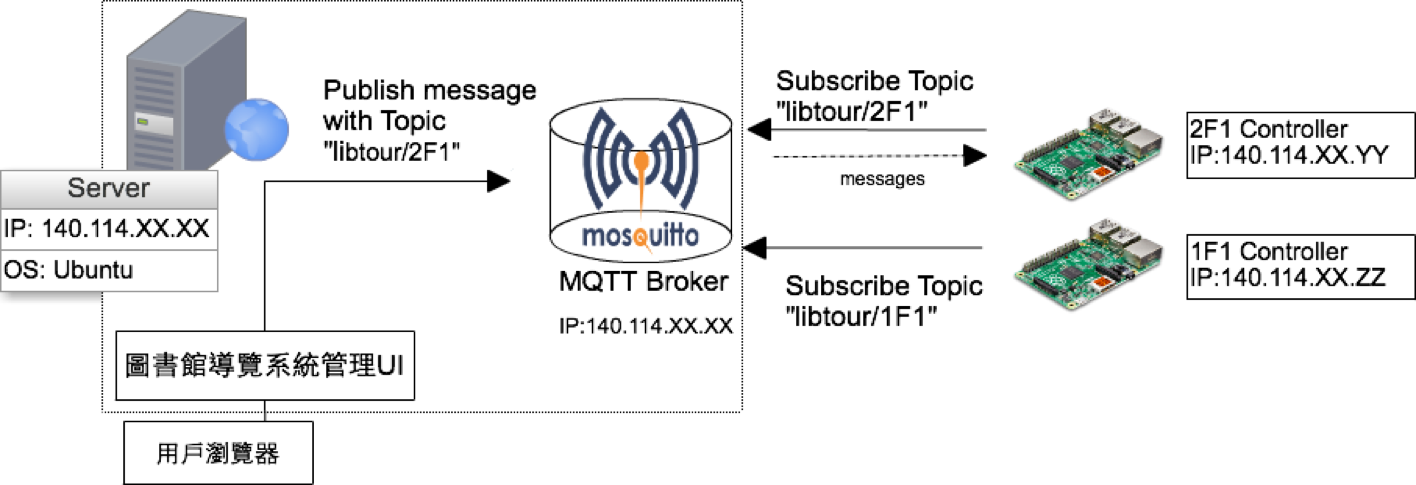 Publish message
with Topic
"libtour/2F1"
Server
IP: 140.114.XX.XX
OS: Ubuntu
圖書館導覽系統管理UI
用戶瀏覽器
mosquitto
MQTT Broker
IP:140.114.XX.XX
Subscribe Topic
"libtour/2F1"
messages
Subscribe Topic
"libtour/1F1"
2F1 Controller
IP:140.114.XX.YY
1F1 Controller
IP:140.114.XX.ZZ